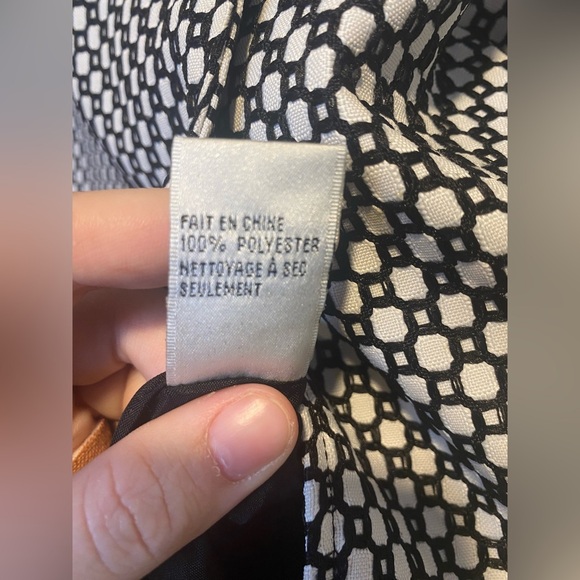 FAIT EN CHINE
100% POLYESTER
NETTOYAGE À SEC
SEULEMENT